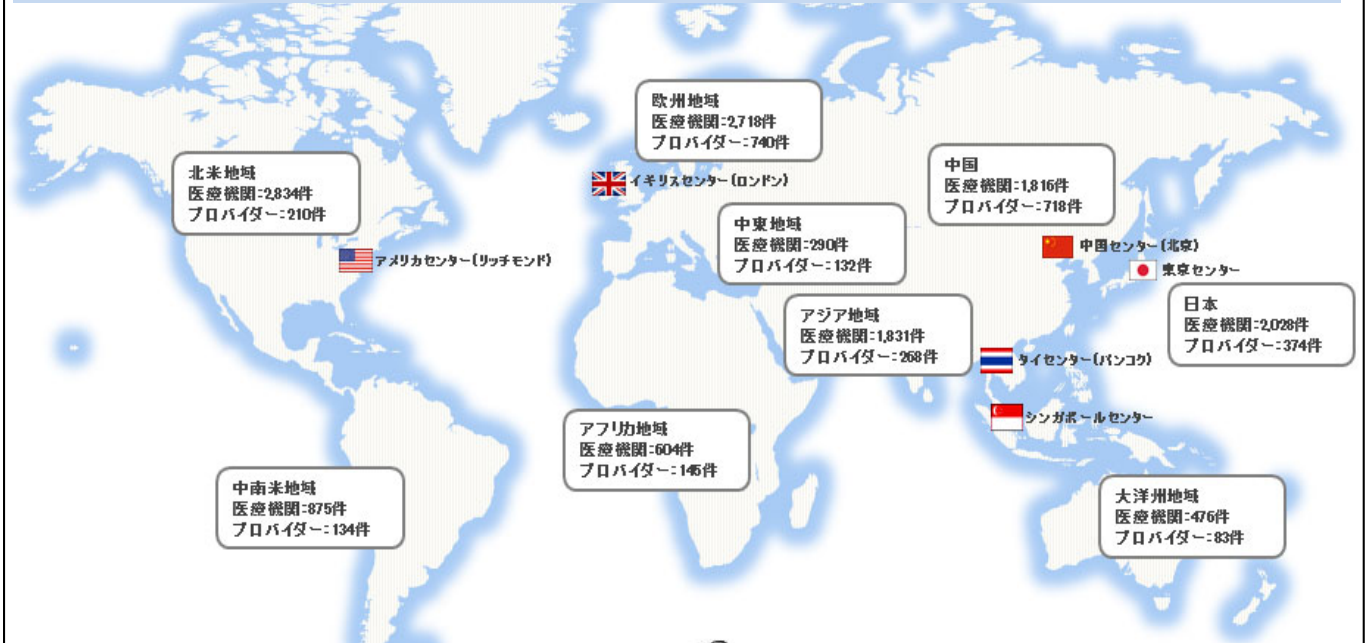 欧州地域
医療機関:2,718件
プロバイダー:740件
イギリスセンター(ロンドン)
北米地域
医療機関:2,834件
プロバイダー:210件
アメリカセンター(リッチモンド)
中国
医療機関:1,816件
プロバイダー:718件
中国センター(北京)
東京センター
中東地域
医療機関:290件
プロバイダー:132件
日本
医療機関:2,028件
プロバイダー:374件
アジア地域
医療機関:1,831件
プロバイダー:268件
タイセンター(バンコク)
シンガポールセンター
アフリカ地域
医療機関:604件
プロバイダー:145件
中南米地域
医療機関:875件
プロバイダー:134件
大洋州地域
医療機関:476件
プロバイダー:83件